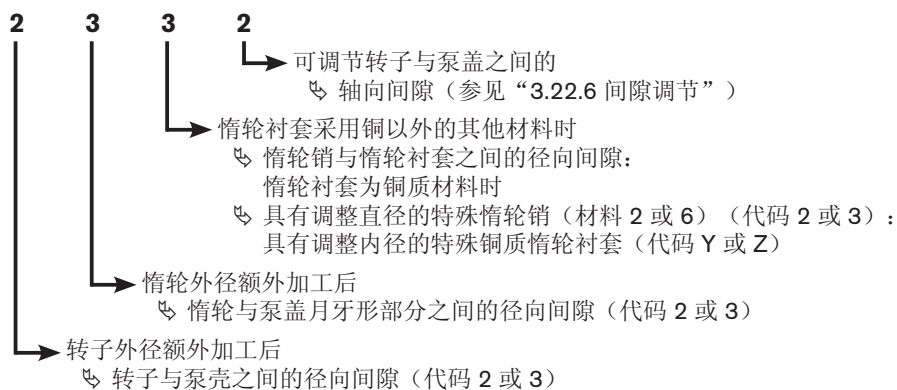 2 3 3 2
可调节转子与泵盖之间的
↳ 轴向间隙（参见“3.22.6 间隙调节”）
惰轮衬套采用铜以外的其他材料时
↳ 惰轮销与惰轮衬套之间的径向间隙：
惰轮衬套为铜质材料时
↳ 具有调整直径的特殊惰轮销（材料 2 或 6）（代码 2 或 3）：
具有调整内径的特殊铜质惰轮衬套（代码 Y 或 Z）
惰轮外径额外加工后
↳ 惰轮与泵盖月牙形部分之间的径向间隙（代码 2 或 3）
转子外径额外加工后
↳ 转子与泵壳之间的径向间隙（代码 2 或 3）